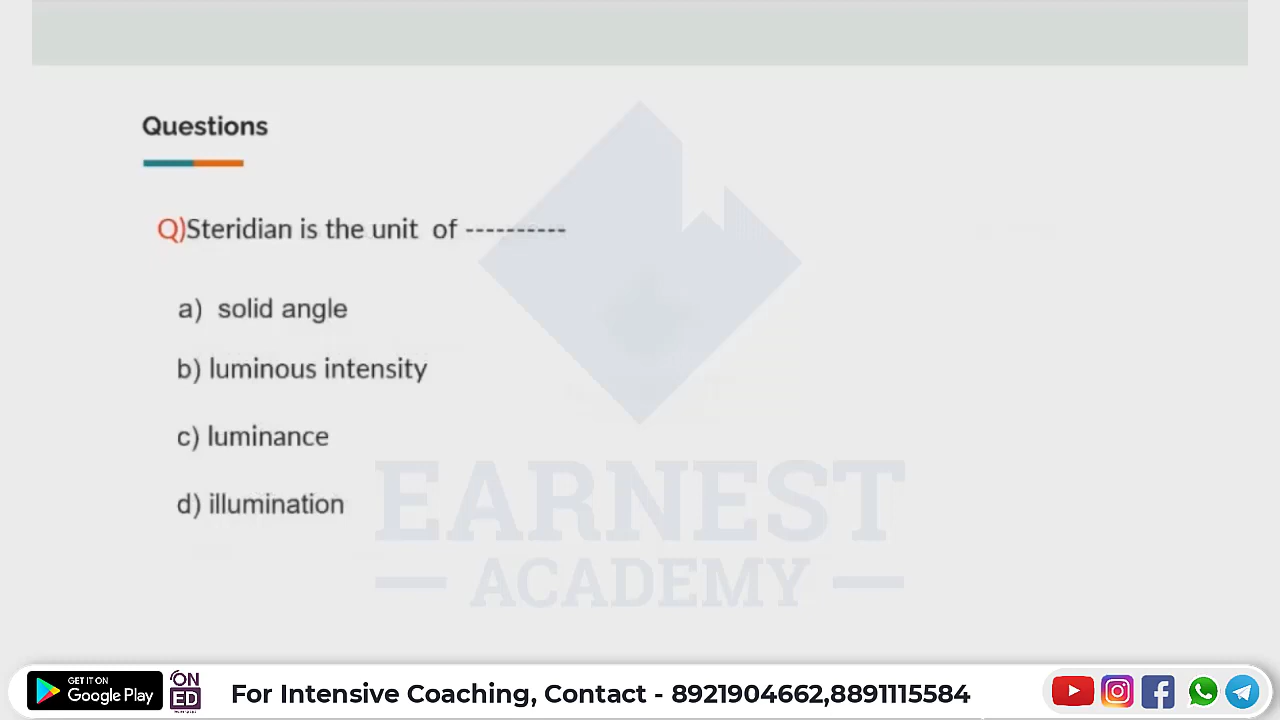 Questions
Q)Steridian is the unit of ----------
a) solid angle
b) luminous intensity
c) luminance
d) illumination
EARNEST
ACADEMY
GET IT ON
Google Play
ON
ED
For Intensive Coaching, Contact - 8921904662,8891115584